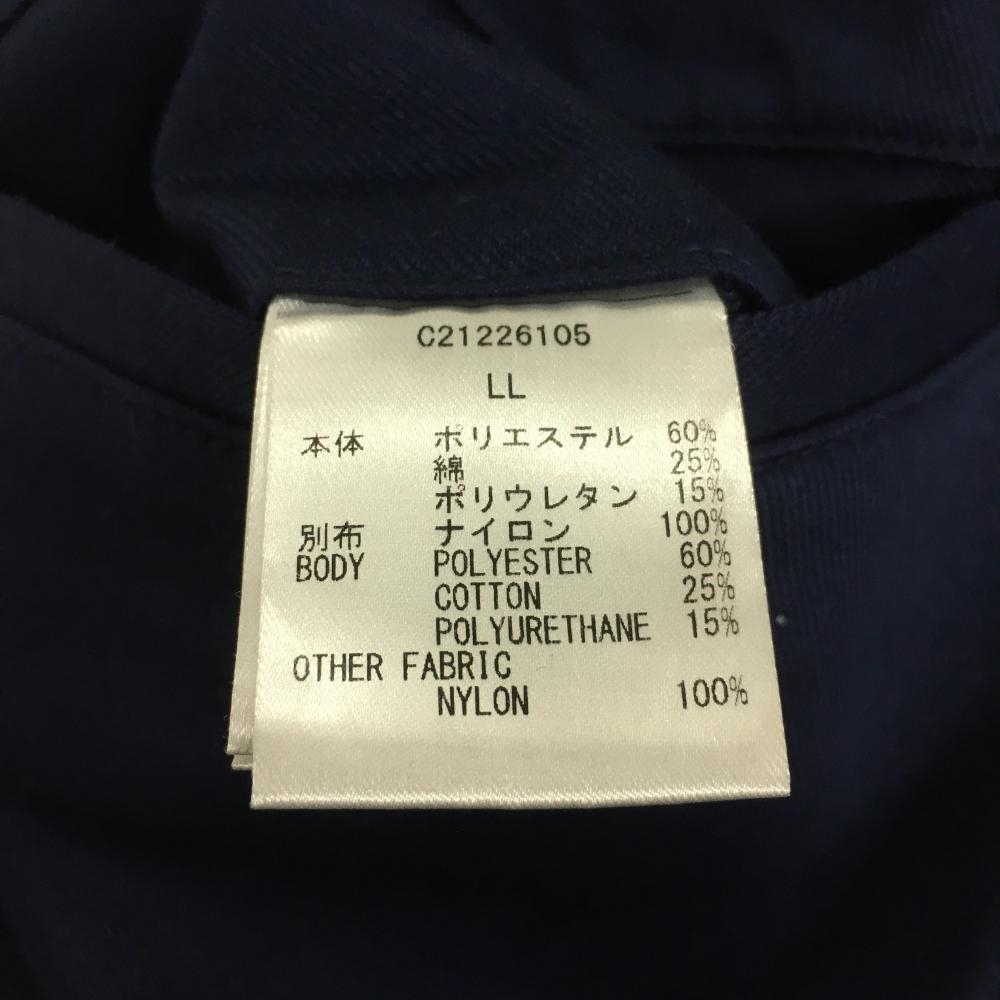 C21226105
LL
本体 ポリエステル 60%
綿 25%
ポリウレタン 15%
別布 ナイロン 100%
BODY POLYESTER 60%
COTTON 25%
POLYURETHANE 15%
OTHER FABRIC
NYLON 100%